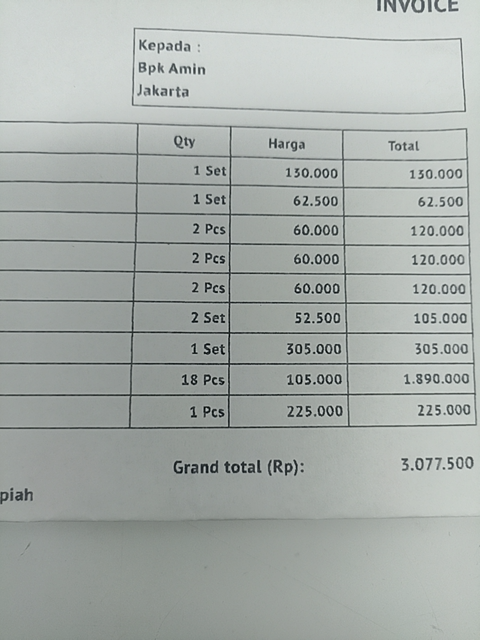 INVOICE
Kepada :
Bpk Amin
Jakarta
Qty Harga Total
1 Set 130.000 130.000
1 Set 62.500 62.500
2 Pcs 60.000 120.000
2 Pcs 60.000 120.000
2 Pcs 60.000 120.000
2 Set 52.500 105.000
1 Set 305.000 305.000
18 Pcs 105.000 1.890.000
1 Pcs 225.000 225.000
Grand total (Rp): 3.077.500
piah